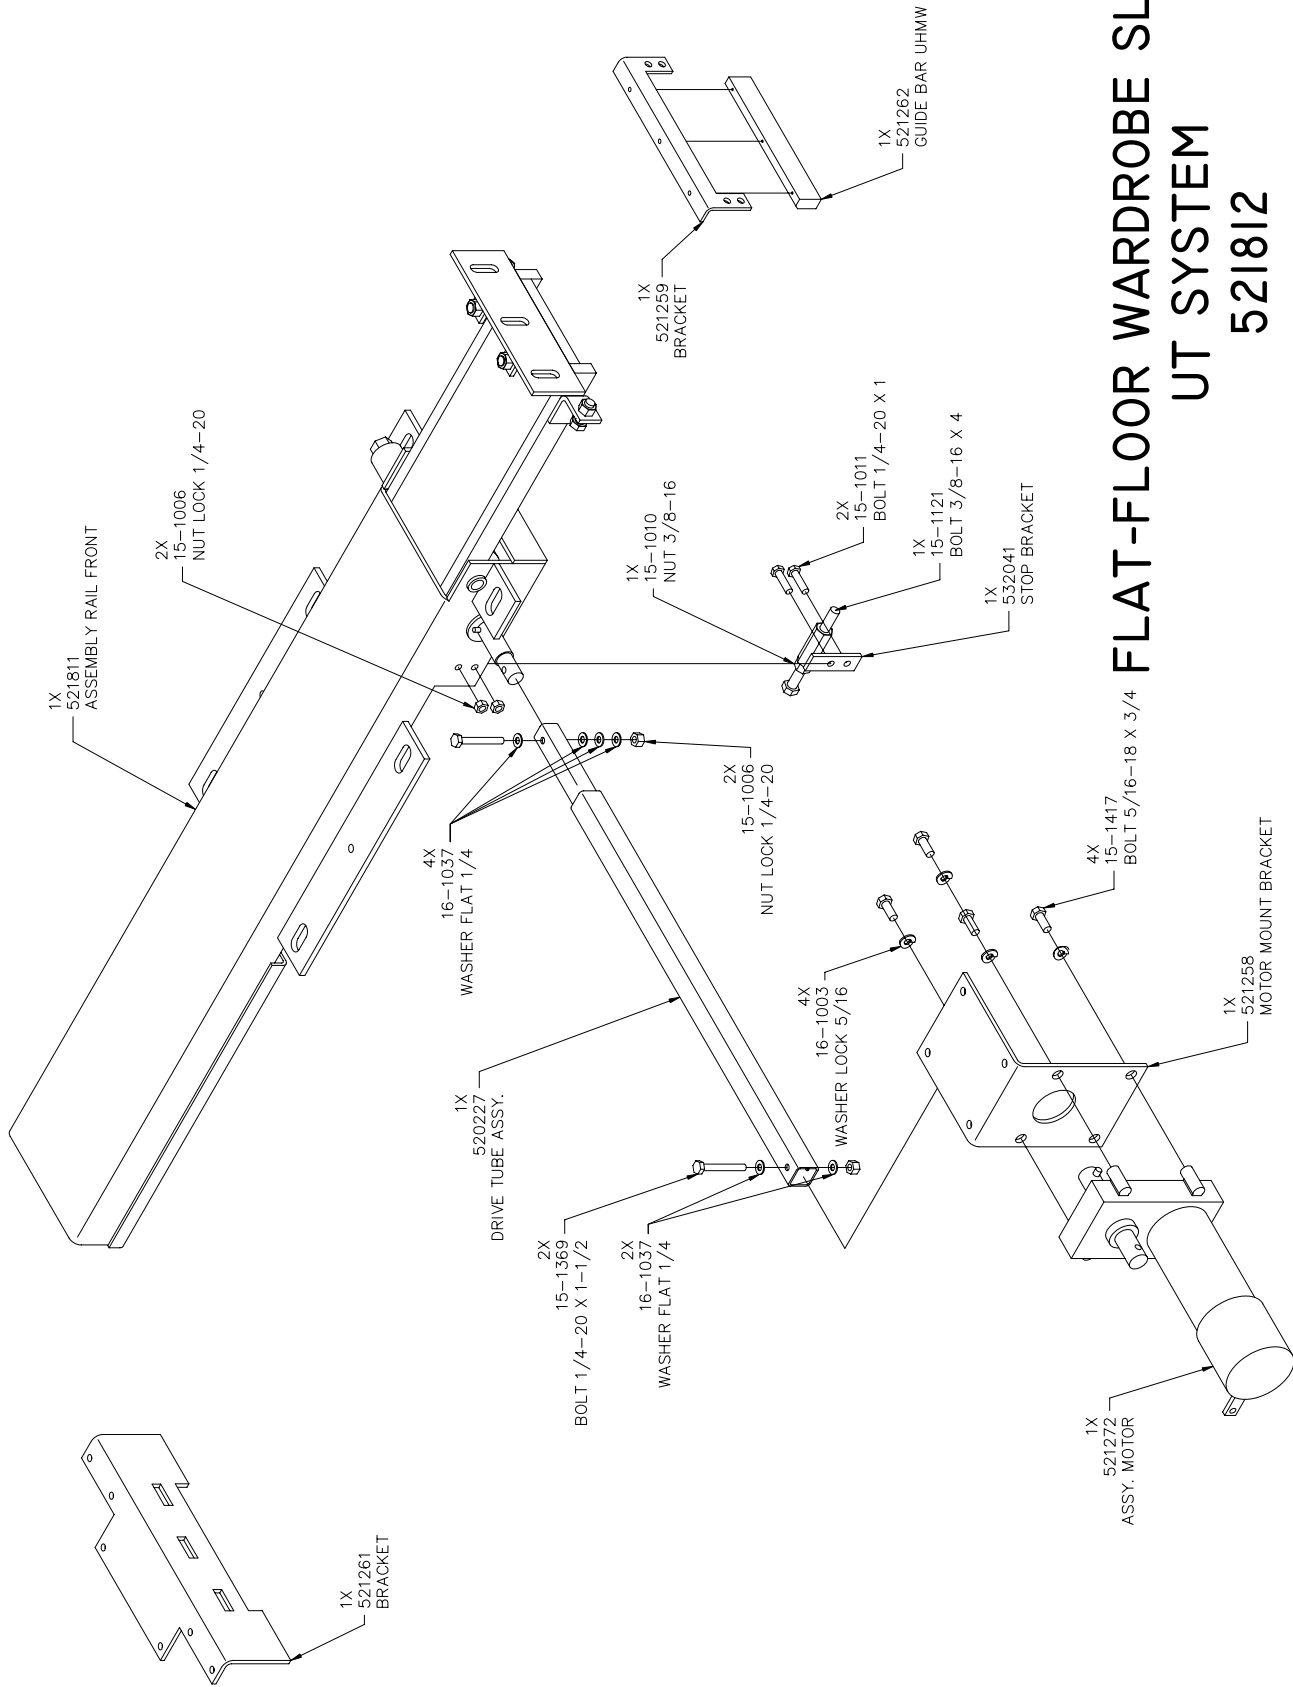 1X
521811
ASSEMBLY RAIL FRONT
2X
15-1006
NUT LOCK 1/4-20
1X
521259
BRACKET
1X
521262
GUIDE BAR UHMW
1X
15-1010
NUT 3/8-16
2X
15-1011
BOLT 1/4-20 X 1
1X
15-1121
BOLT 3/8-16 X 4
1X
532041
STOP BRACKET
4X
16-1037
WASHER FLAT 1/4
2X
15-1006
NUT LOCK 1/4-20
1X
520227
DRIVE TUBE ASSY.
2X
15-1369
BOLT 1/4-20 X 1-1/2
2X
16-1037
WASHER FLAT 1/4
4X
16-1003
WASHER LOCK 5/16
4X
15-1417
BOLT 5/16-18 X 3/4
1X
521258
MOTOR MOUNT BRACKET
1X
521272
ASSY. MOTOR
1X
521261
BRACKET
FLAT-FLOOR WARDROBE SL
UT SYSTEM
521812